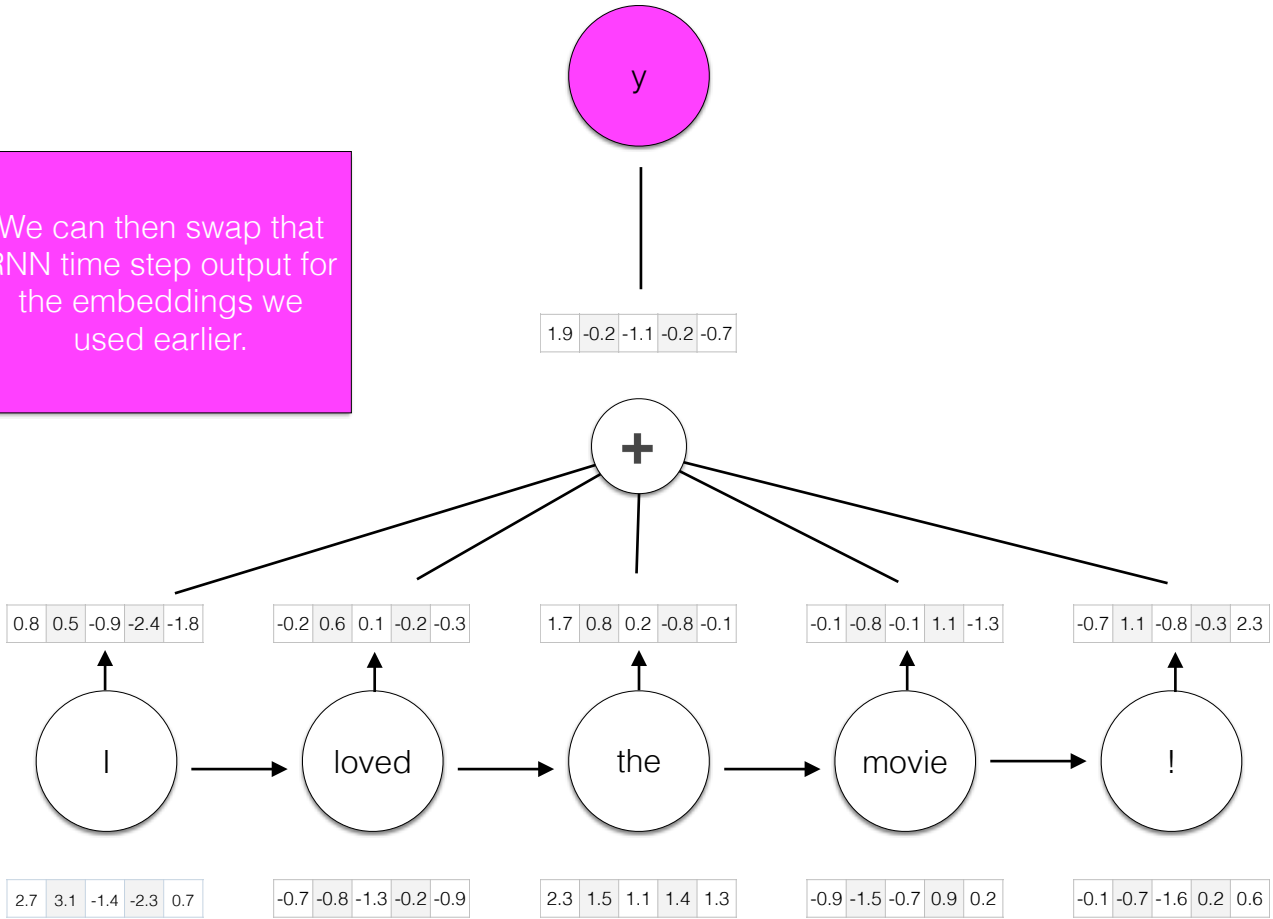 y
We can then swap that
RNN time step output for
the embeddings we
used earlier.
1.9 -0.2 -1.1 -0.2 -0.7
+
0.8 0.5 -0.9 -2.4 -1.8
-0.2 0.6 0.1 -0.2 -0.3
1.7 0.8 0.2 -0.8 -0.1
-0.1 -0.8 -0.1 1.1 -1.3
-0.7 1.1 -0.8 -0.3 2.3
I
loved
the
movie
!
2.7 3.1 -1.4 -2.3 0.7
-0.7 -0.8 -1.3 -0.2 -0.9
2.3 1.5 1.1 1.4 1.3
-0.9 -1.5 -0.7 0.9 0.2
-0.1 -0.7 -1.6 0.2 0.6